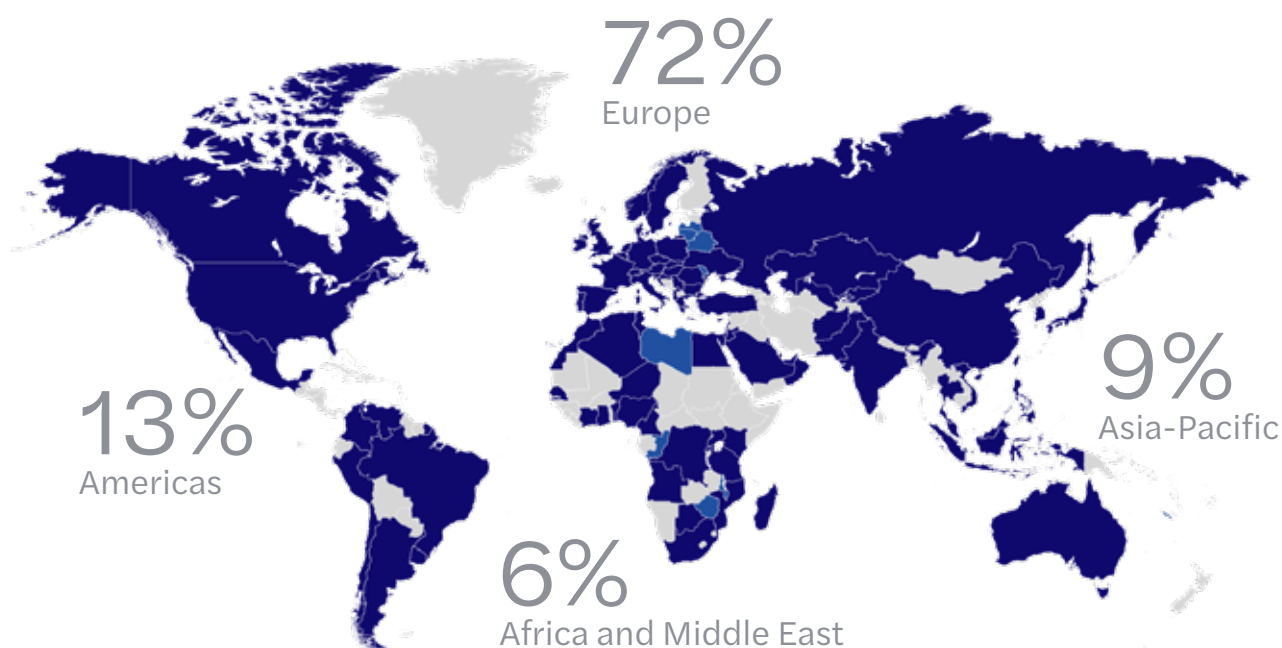 72%
Europe
13%
Americas
9%
Asia-Pacific
6%
Africa and Middle East